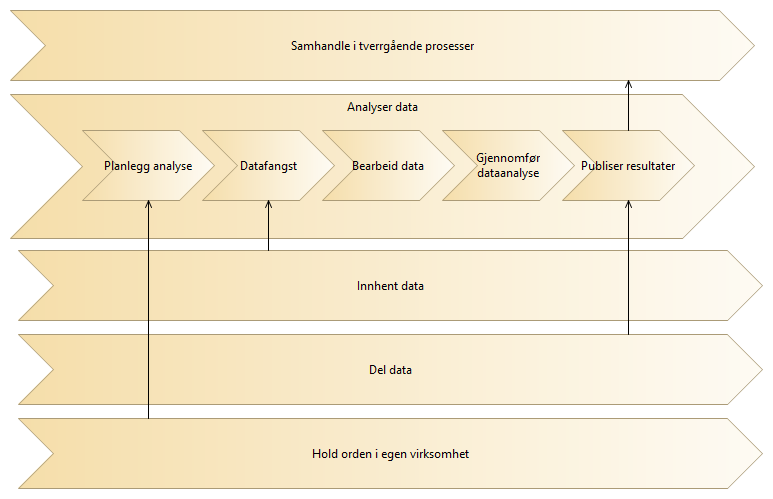 Samhandle i tverrgående prosesser
Analyser data
Planlegg analyse
Datafangst
Bearbeid data
Gjennomfør
dataanalyse
Publiser resultater
Innhent data
Del data
Hold orden i egen virksomhet